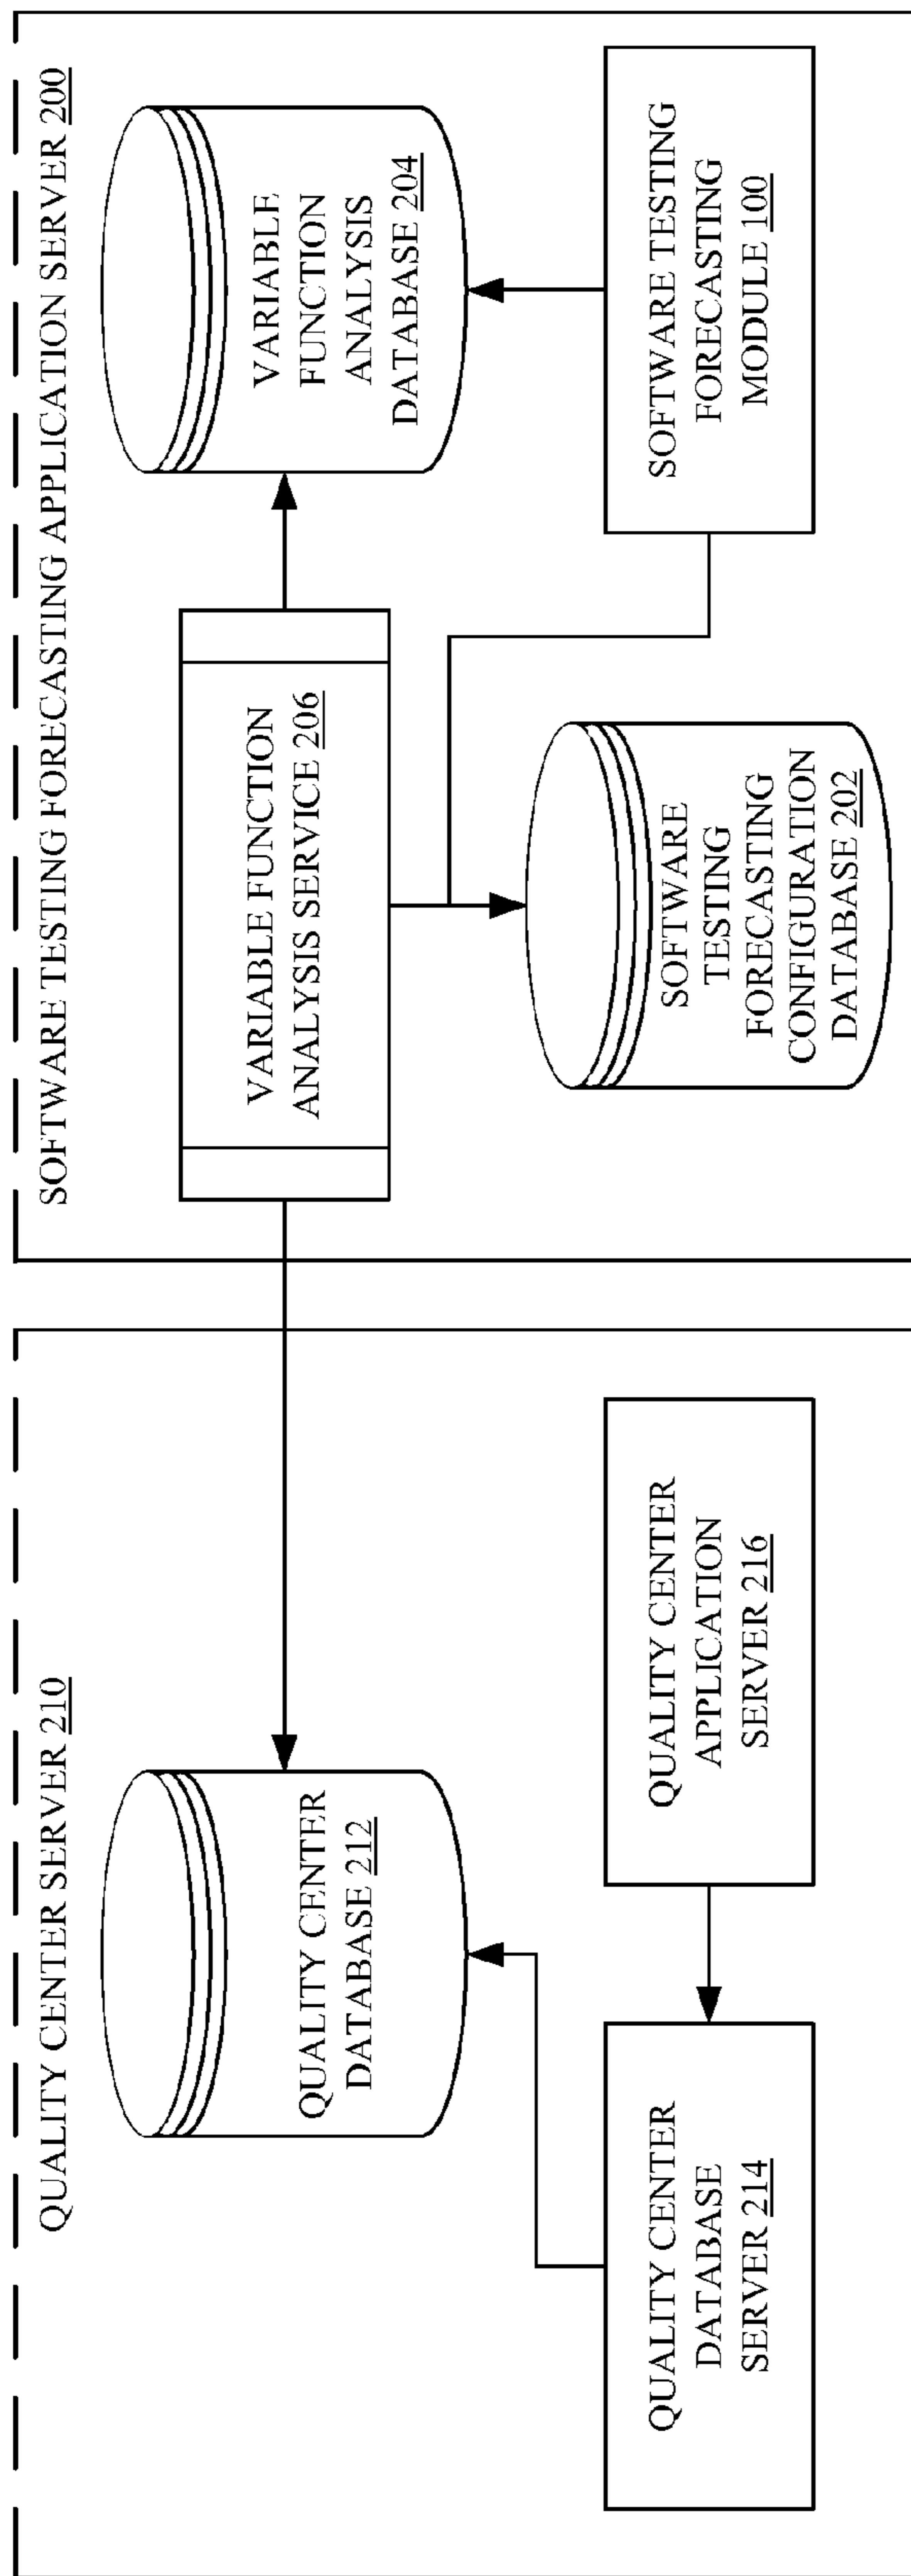 QUALITY CENTER SERVER 210
QUALITY CENTER
DATABASE 212
QUALITY CENTER
DATABASE
SERVER 214
QUALITY CENTER
APPLICATION
SERVER 216
SOFTWARE TESTING FORECASTING APPLICATION SERVER 200
VARIABLE FUNCTION
ANALYSIS SERVICE 206
VARIABLE
FUNCTION
ANALYSIS
DATABASE 204
SOFTWARE
TESTING
FORECASTING
CONFIGURATION
DATABASE 202
SOFTWARE TESTING
FORECASTING
MODULE 100